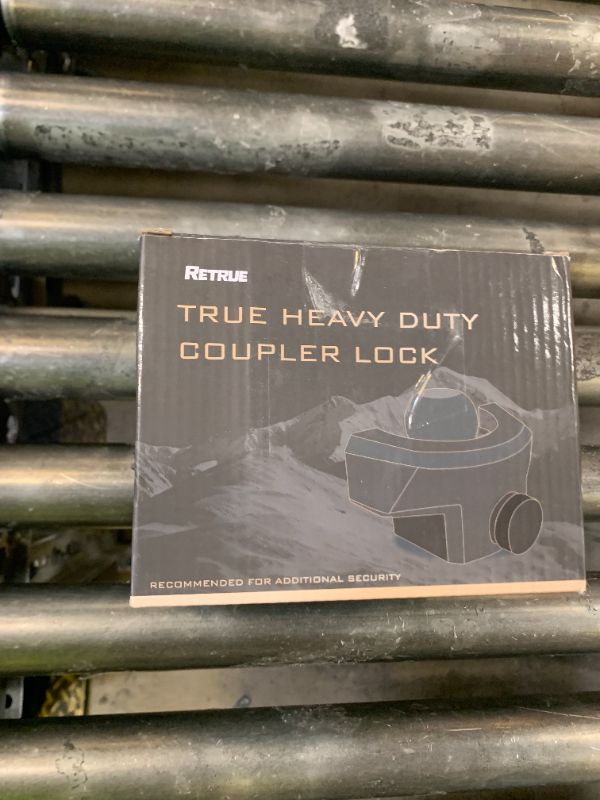 RETRUE
TRUE HEAVY DUTY
COUPLER LOCK
RECOMMENDED FOR ADDITIONAL SECURITY